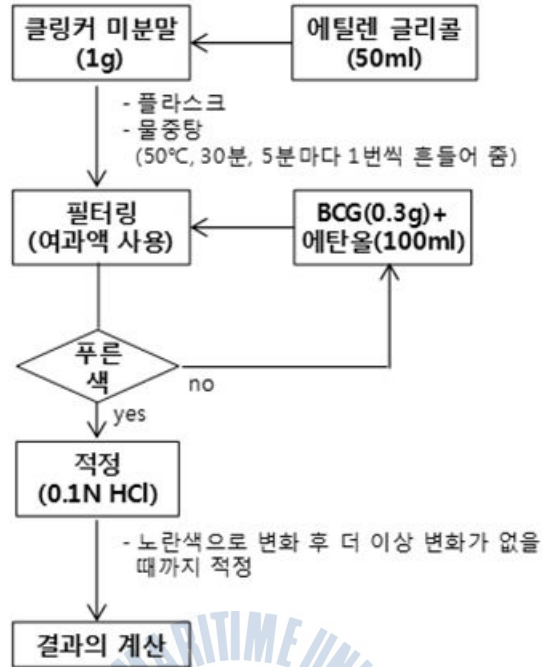 클링커 미분말
(1g)
에틸렌 글리콜
(50ml)
- 플라스크
- 물중탕
(50℃, 30분, 5분마다 1번씩 흔들어 줌)
필터링
(여과액 사용)
BCG(0.3g)+
에탄올(100ml)
푸른
색
no
yes
적정
(0.1N HCl)
- 노란색으로 변화 후 더 이상 변화가 없을
때까지 적정
결과의 계산